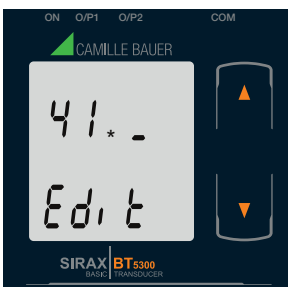 ON O/P1 O/P2 COM
CAMILLE BAUER
41.* _
Edit
SIRAX BT5300
BASIC TRANSDUCER